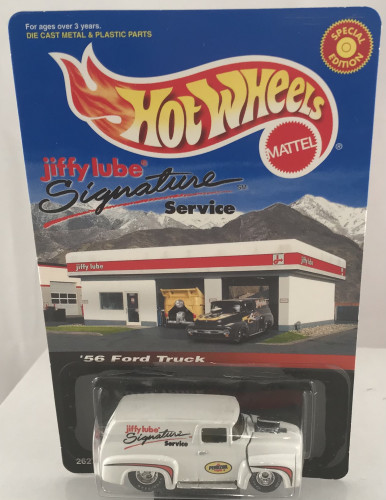 For ages over 3 years.
DIE CAST METAL & PLASTIC PARTS
SPECIAL EDITION
HOT WHEELS
MATTEL
®
jiffy lube®
Signature
Service
jiffy lube
'56 Ford Truck
jiffy lube
Signature
Service
PENNZOIL